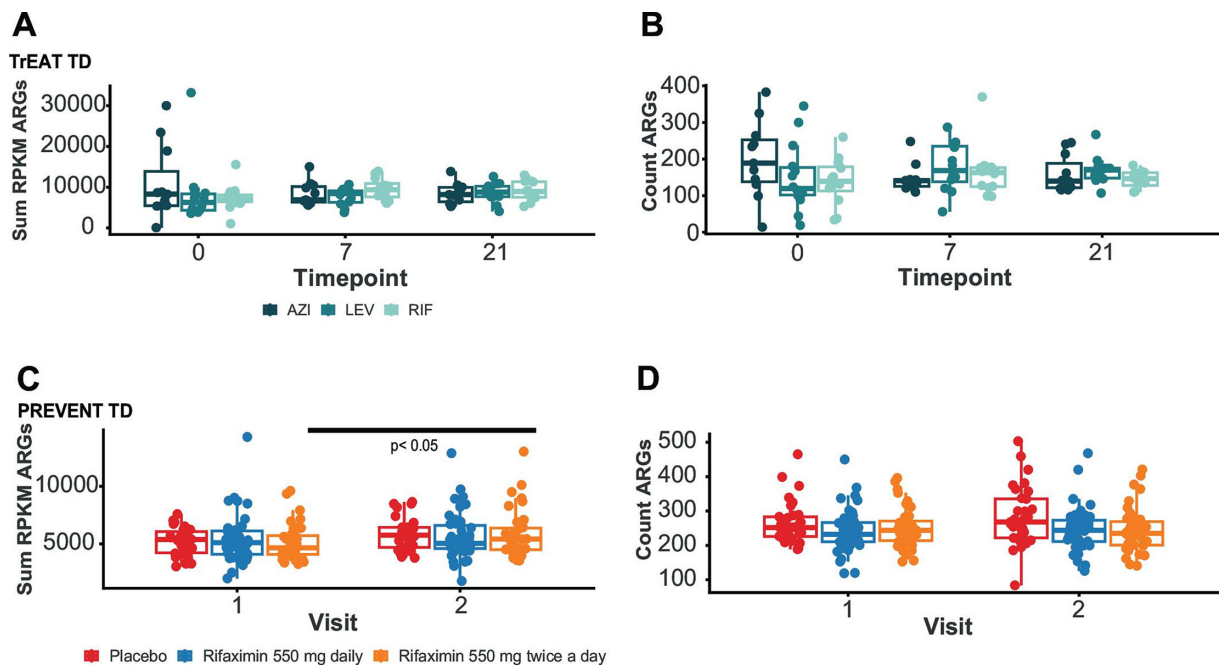 A
TrEAT TD
Sum RPKM ARGs
30000
20000
10000
0
0 7 21
Timepoint
AZI LEV RIF
B
Count ARGs
400
300
200
100
0
0 7 21
Timepoint
C
PREVENT TD
Sum RPKM ARGs
p< 0.05
10000
5000
1 2
Visit
Placebo Rifaximin 550 mg daily Rifaximin 550 mg twice a day
D
Count ARGs
500
400
300
200
100
1 2
Visit